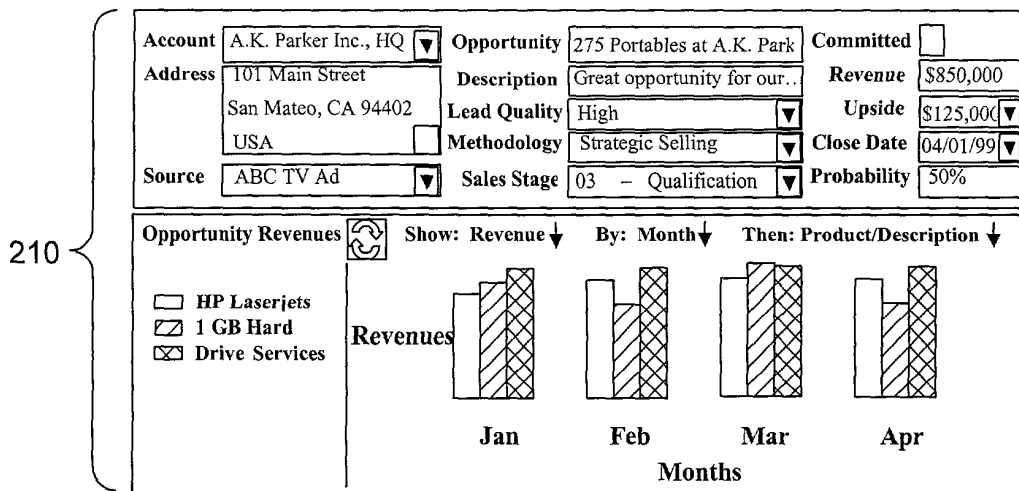 Account A.K. Parker Inc., HQ Opportunity 275 Portables at A.K. Park Committed
Address 101 Main Street Description Great opportunity for our.. Revenue $850,000
San Mateo, CA 94402 Lead Quality High Upside $125,000
USA Methodology Strategic Selling Close Date 04/01/99
Source ABC TV Ad Sales Stage 03 – Qualification Probability 50%
210
Opportunity Revenues Show: Revenue By: Month Then: Product/Description
HP Laserjets
1 GB Hard
Drive Services
Revenues
Jan Feb Mar Apr
Months